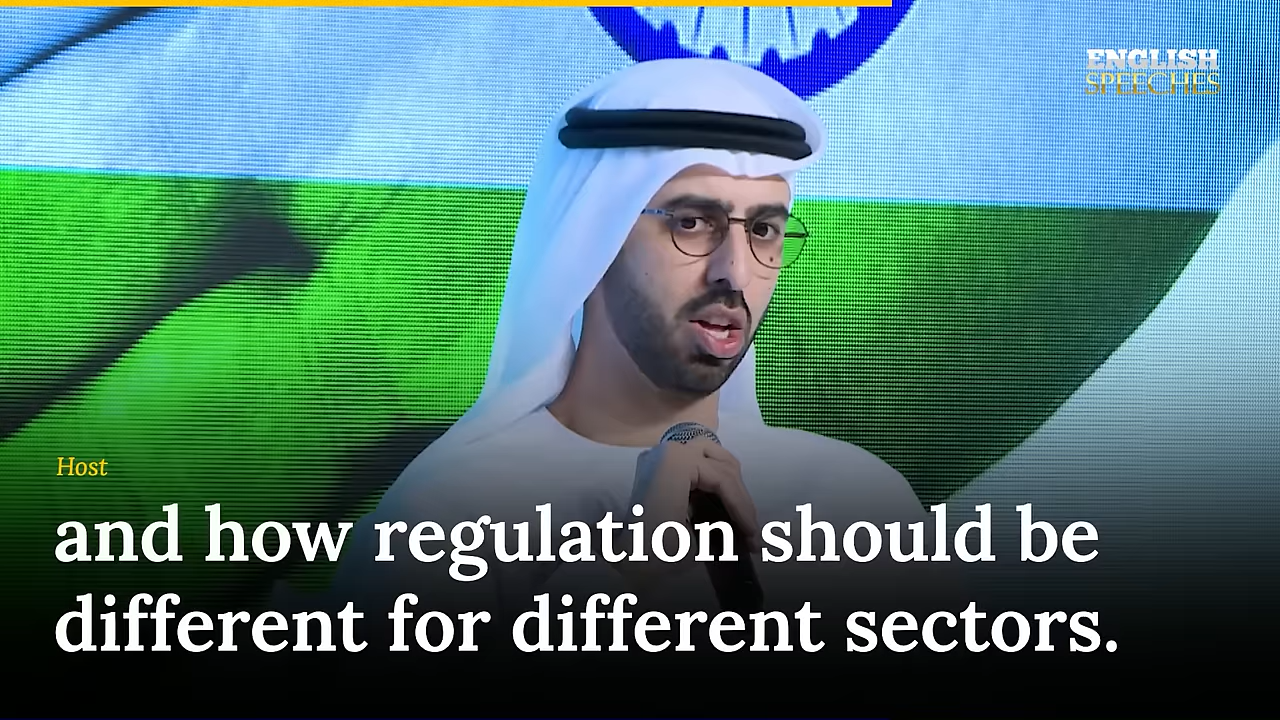 ENGLISH
SPEECHES
Host
and how regulation should be
different for different sectors.